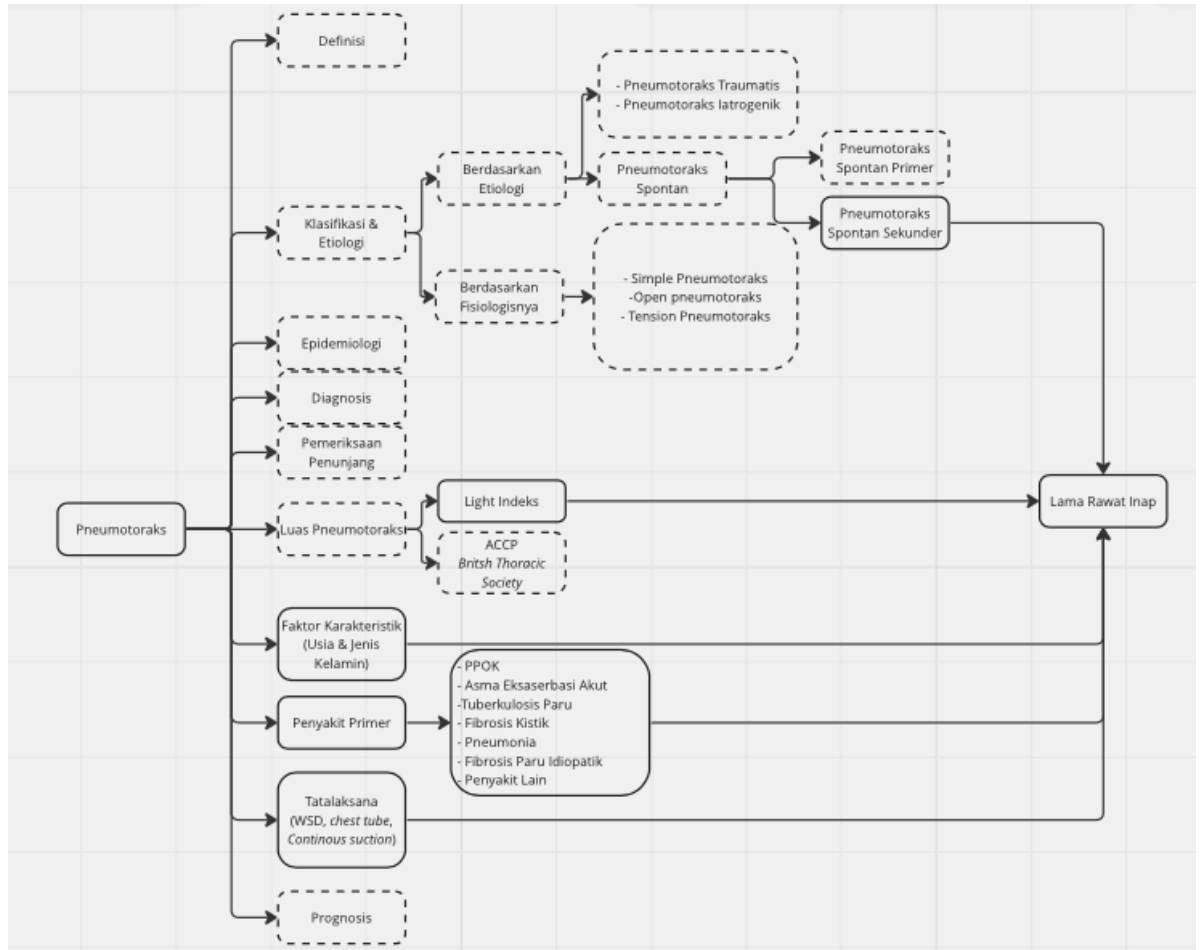 Definisi
- Pneumotoraks Traumatis
- Pneumotoraks Iatrogenik
Berdasarkan
Etiologi
Pneumotoraks
Spontan
Pneumotoraks
Spontan Primer
Pneumotoraks
Spontan Sekunder
Klasifikasi &
Etiologi
Berdasarkan
Fisiologisnya
- Simple Pneumotoraks
-Open pneumotoraks
- Tension Pneumotoraks
Epidemiologi
Diagnosis
Pemeriksaan
Penunjang
Pneumotoraks
Luas Pneumotoraks
Light Indeks
ACCP
Britsh Thoracic
Society
Lama Rawat Inap
Faktor Karakteristik
(Usia & Jenis
Kelamin)
Penyakit Primer
- PPOK
- Asma Eksaserbasi Akut
-Tuberkulosis Paru
- Fibrosis Kistik
- Pneumonia
- Fibrosis Paru Idiopatik
- Penyakit Lain
Tatalaksana
(WSD, chest tube,
Continous suction)
Prognosis